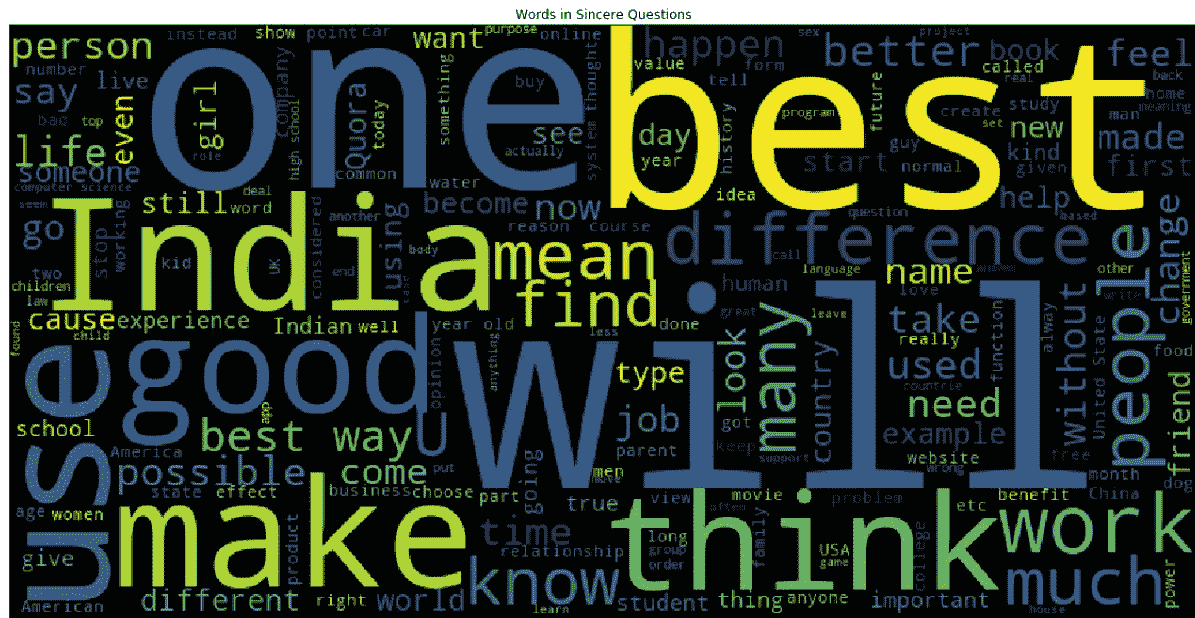 Words in Sincere Questions
person
instead
show
point
car
want
purpose
online
one
best
happen
sex
project
better
book
feel
number
live
say
bad
top
even
girl
Company
high school
Quora
today
something
buy
see
system
thought
value
form
tell
called
real
back
home
meaning
life
someone
computer science
role
common
actually
water
day
year
history
program
future
start
guy
normal
create
study
set
new
kind
given
man
made
first
India
still
deal
word
another
become
now
reason
course
idea
difference
question
help
based
go
stop
working
kid
UK
considered
end
body
using
case
mean
find
call
language
name
human
love
people
other
change
government
two
children
law
cause
child
found
experience
Indian
well
year old
less
done
great
leave
many
take
really
used
function
without
alway
write
United State
food
use
good
will
opinion
anything
type
look
country
countrie
need
school
America
app
best way
U
job
got
keep
support
example
website
wrong
free
friend
possible
come
put
going
men
parent
month
dog
state
effect
business
choose
part
true
view
movie
often
problem
etc
benefit
China
age
women
make
time
think
work
give
product
relationship
long
group
order
family
USA
game
college
power
American
different
right
world
know
learn
student
thing
anyone
important
house
much